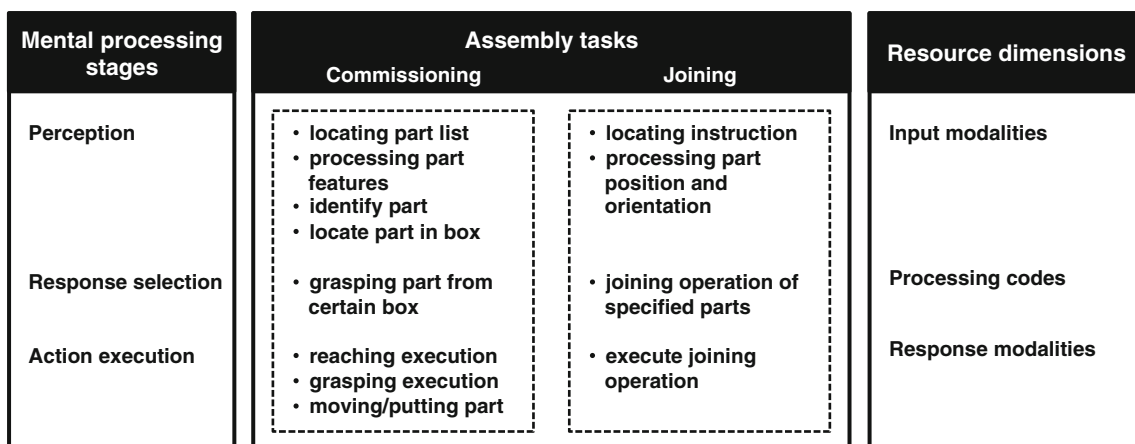 Mental processing
stages
Assembly tasks
Commissioning
Joining
Resource dimensions
Perception
• locating part list
• processing part
features
• identify part
• locate part in box
• locating instruction
• processing part
position and
orientation
Input modalities
Response selection
• grasping part from
certain box
• joining operation of
specified parts
Processing codes
Action execution
• reaching execution
• grasping execution
• moving/putting part
• execute joining
operation
Response modalities